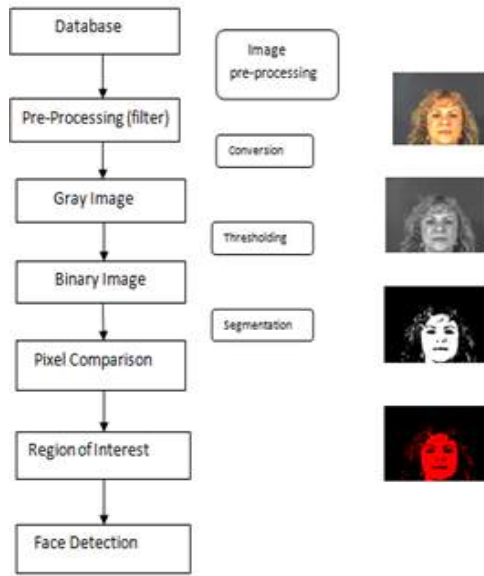 Database
Image
pre-processing
Pre-Processing (filter)
Conversion
Gray Image
Thresholding
Binary Image
Segmentation
Pixel Comparison
Region of Interest
Face Detection